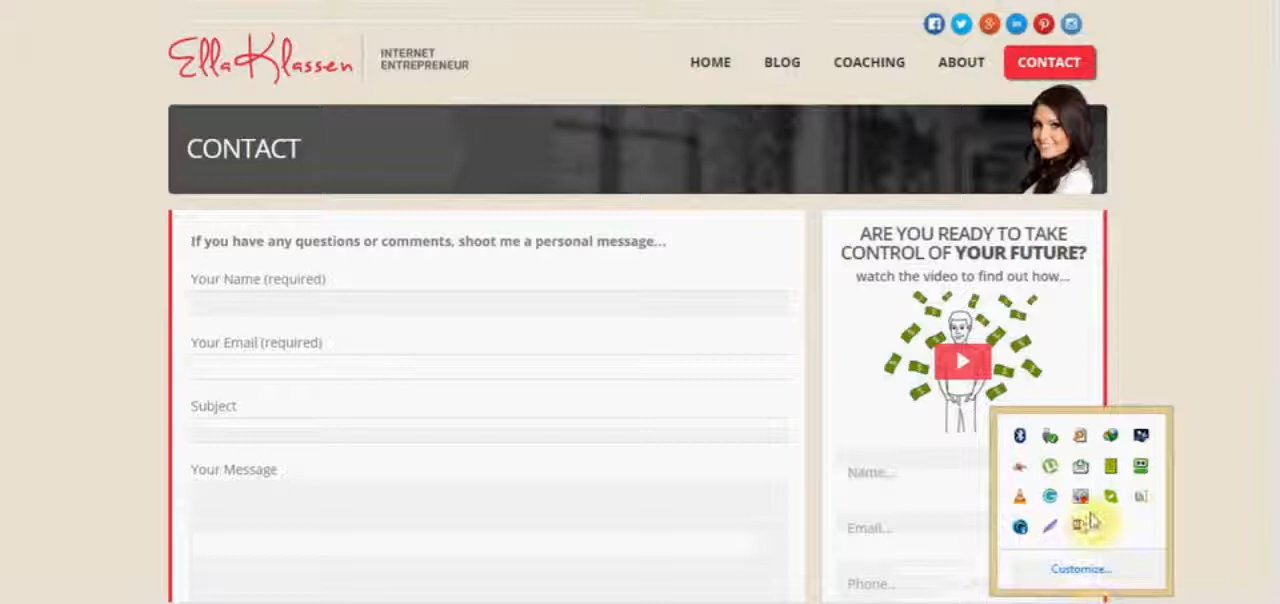 Ella Klassen
INTERNET
ENTREPRENEUR
HOME
BLOG
COACHING
ABOUT
CONTACT
CONTACT
If you have any questions or comments, shoot me a personal message...
Your Name (required)
Your Email (required)
Subject
Your Message
ARE YOU READY TO TAKE
CONTROL OF YOUR FUTURE?
watch the video to find out how...
Name...
Email...
Phone...
Customize...